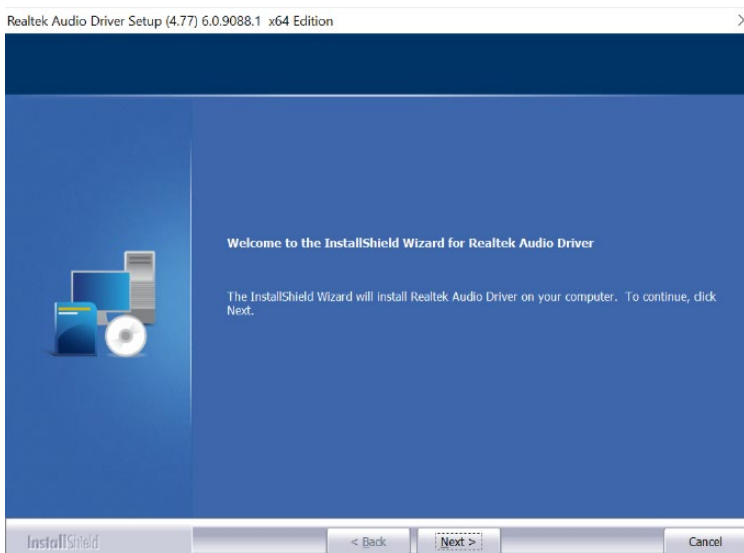 Realtek Audio Driver Setup (4.77) 6.0.9088.1 x64 Edition
Welcome to the InstallShield Wizard for Realtek Audio Driver
The InstallShield Wizard will install Realtek Audio Driver on your computer. To continue, click
Next.
InstallShield
< Back
Next >
Cancel